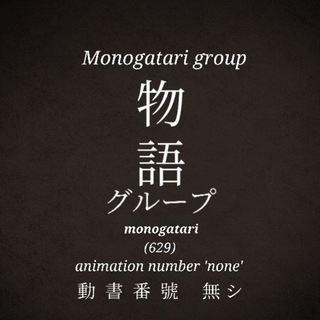 Monogatari group
物
語
グループ
monogatari
(629)
animation number 'none'
動書番號 無シ